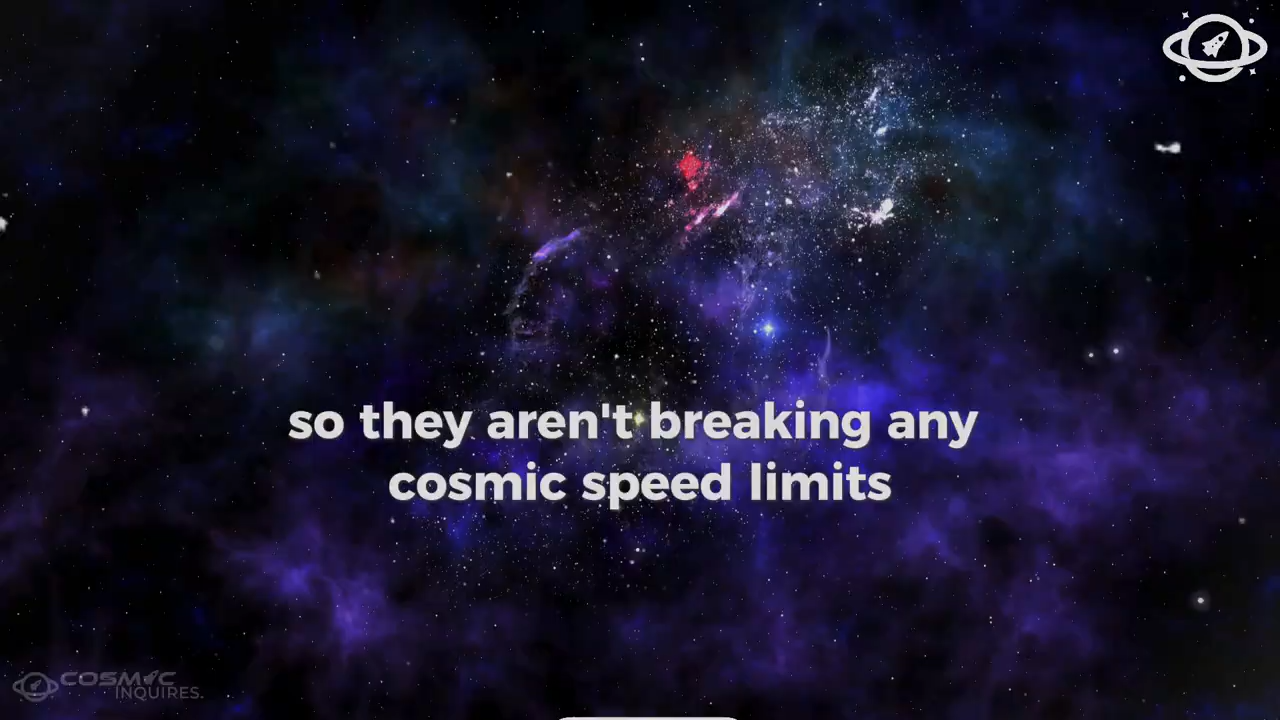 so they aren't breaking any
cosmic speed limits
COSMIC
INQUIRES.